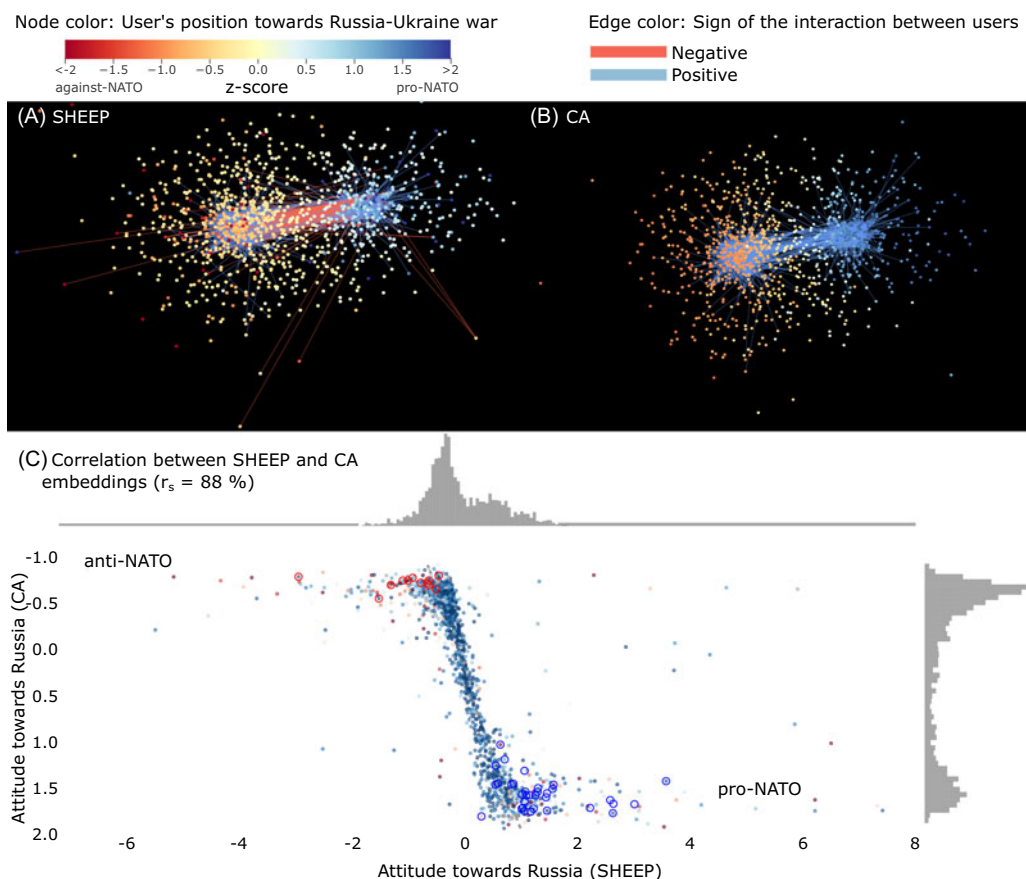 Node color: User's position towards Russia-Ukraine war
Edge color: Sign of the interaction between users
<-2 −1.5 −1.0 −0.5 0.0 0.5 1.0 1.5 >2
against-NATO z-score pro-NATO
Negative
Positive
(A) SHEEP
(B) CA
(C) Correlation between SHEEP and CA
embeddings (rₛ = 88 %)
anti-NATO
pro-NATO
Attitude towards Russia (CA)
-1.0
-0.5
0.0
0.5
1.0
1.5
2.0
-6 -4 -2 0 2 4 6 8
Attitude towards Russia (SHEEP)